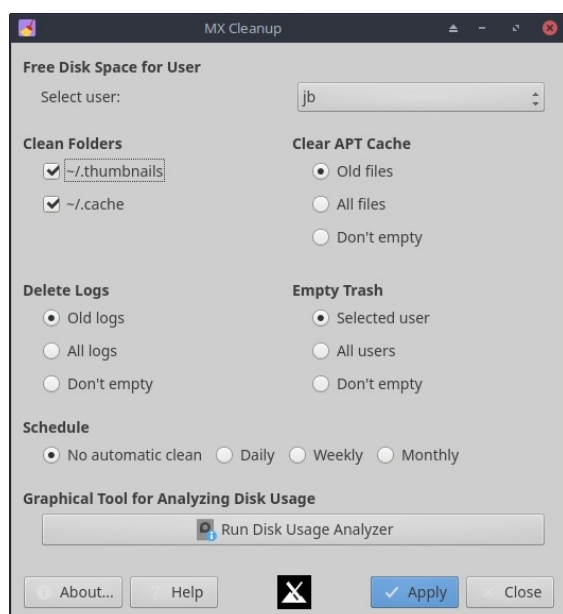 MX Cleanup
Free Disk Space for User
Select user: jb
Clean Folders
~/.thumbnails
~/.cache
Clear APT Cache
Old files
All files
Don't empty
Delete Logs
Old logs
All logs
Don't empty
Empty Trash
Selected user
All users
Don't empty
Schedule
No automatic clean Daily Weekly Monthly
Graphical Tool for Analyzing Disk Usage
Run Disk Usage Analyzer
About... Help Apply Close